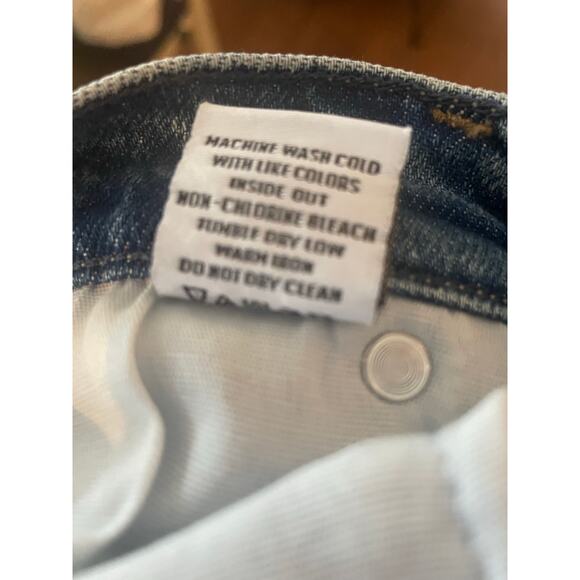 MACHINE WASH COLD
WITH LIKE COLORS
INSIDE OUT
NON-CHLORINE BLEACH
TUMBLE DRY LOW
WARM IRON
DO NOT DRY CLEAN